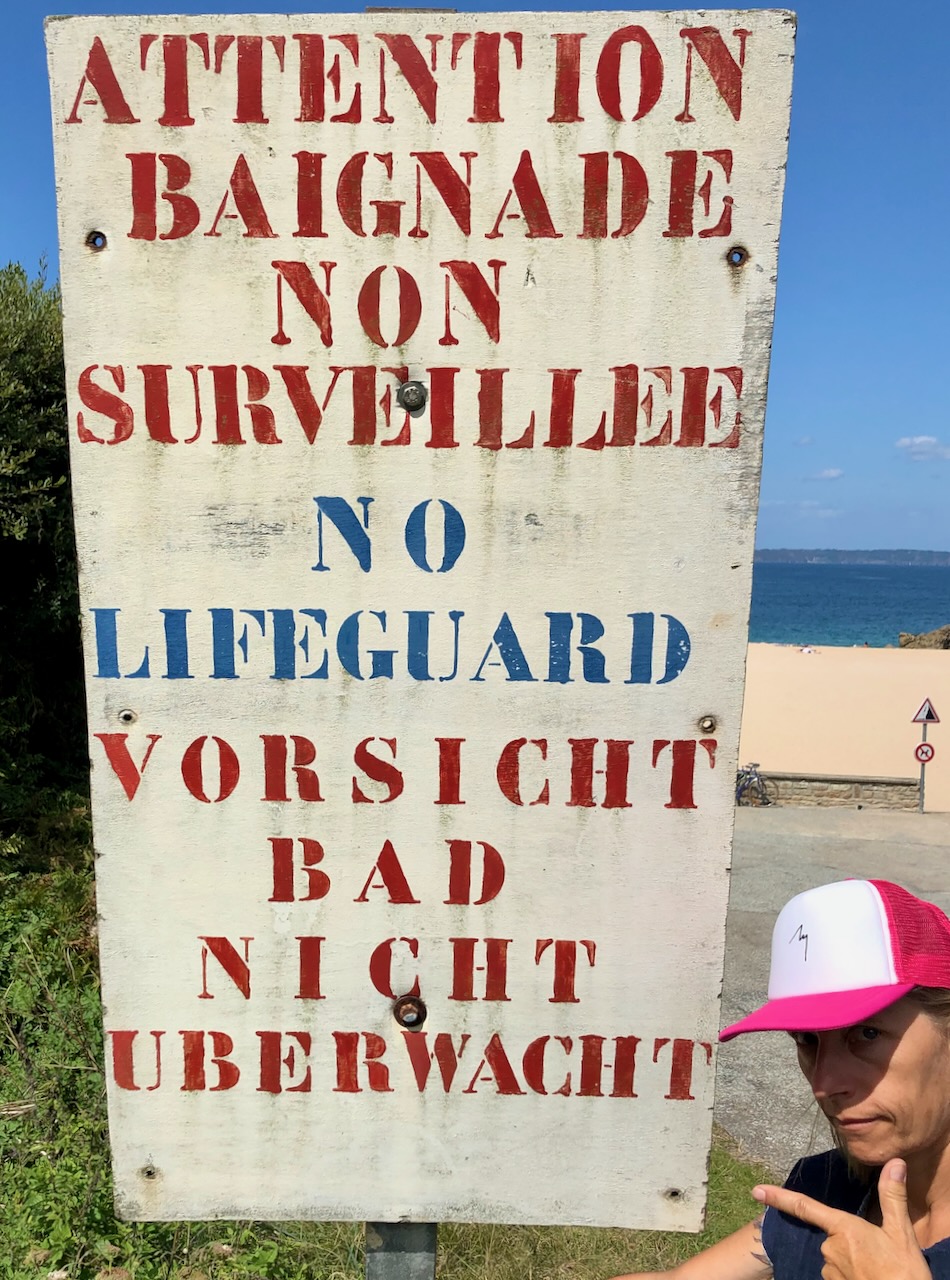 ATTENTION
BAIGNADE
NON
SURVEILLEE
NO
LIFEGUARD
VORSICHT
BAD
NICHT
UBERWACHT